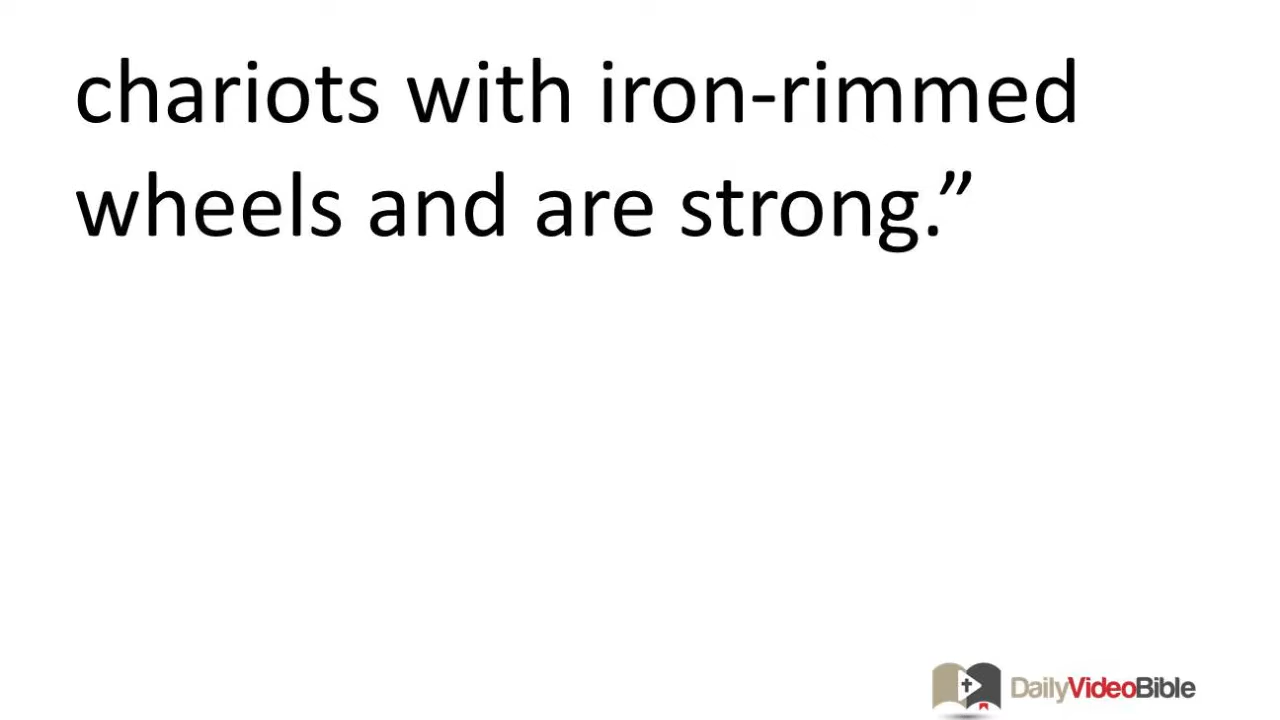 chariots with iron-rimmed
wheels and are strong.”
DailyVideoBible